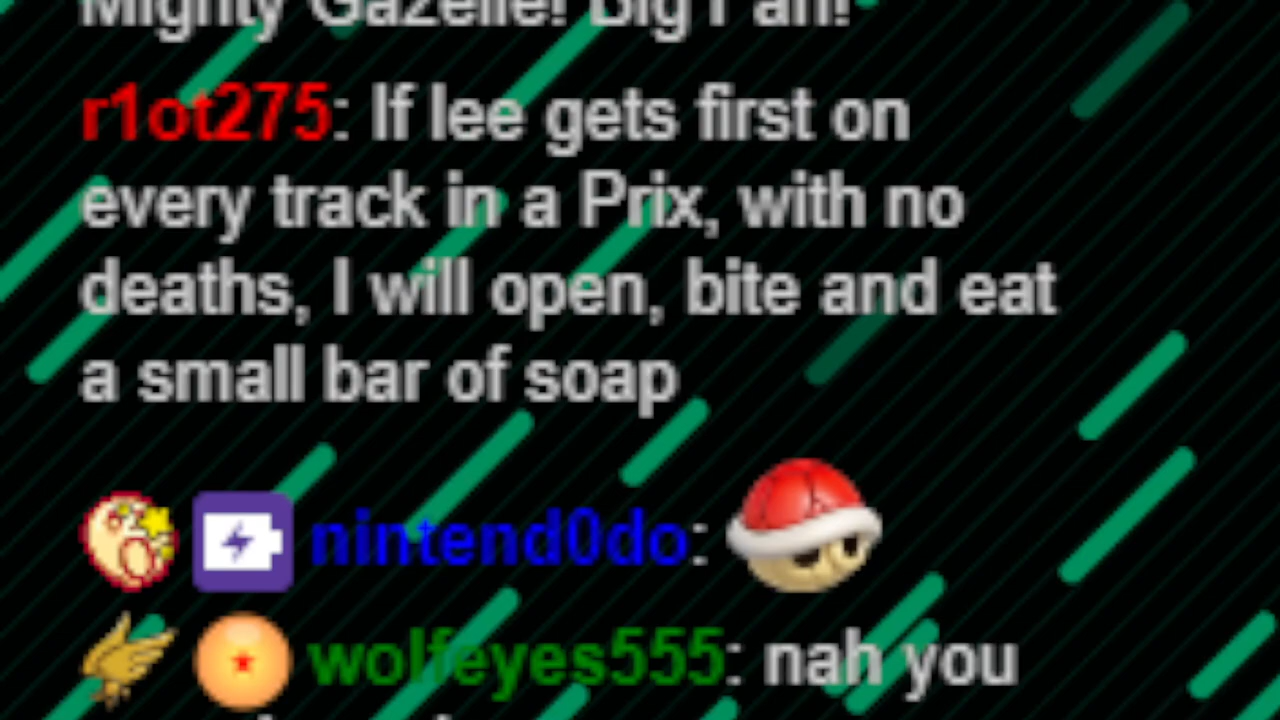 Mighty Gazelle! Big Fan!
r1ot275: If lee gets first on
every track in a Prix, with no
deaths, I will open, bite and eat
a small bar of soap
nintend0do:
wolfeyes555: nah you